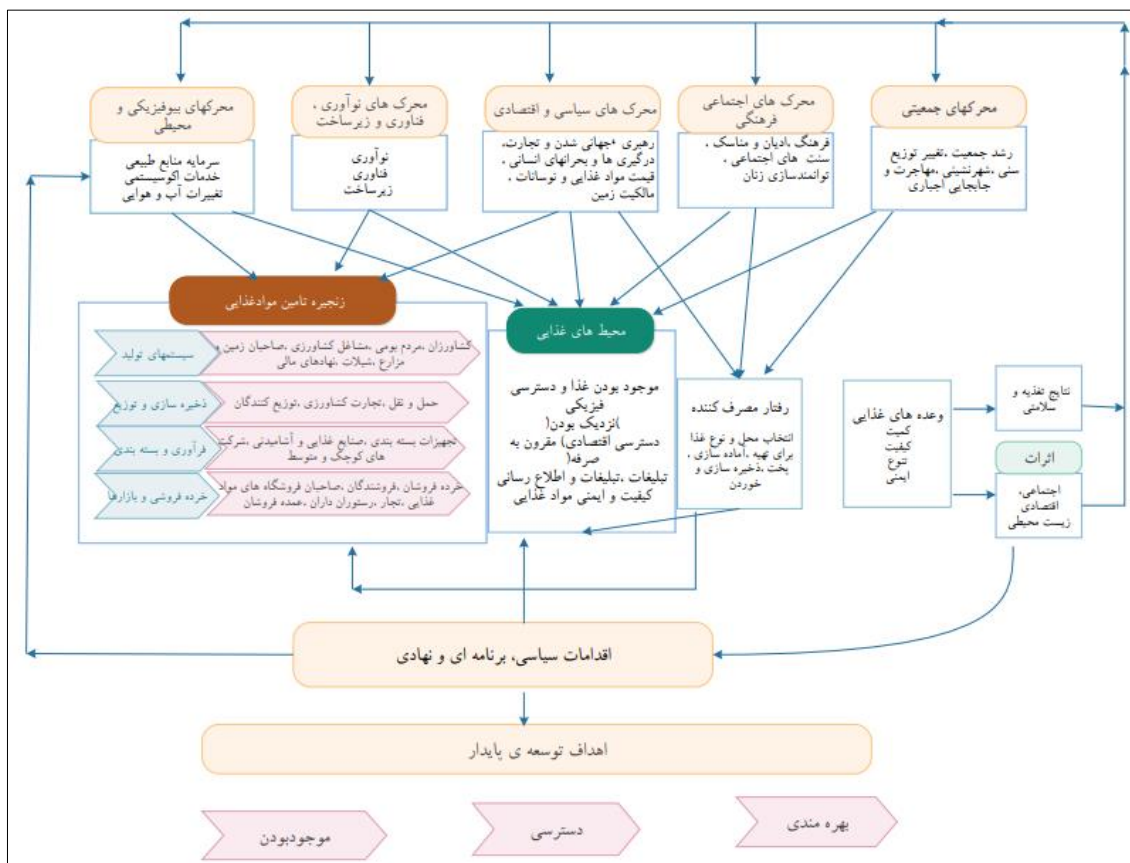 محرکهای جمعیتی
رشد جمعیت ،تغییر توزیع
سنی ،شهرنشینی ،مهاجرت و
جابجایی اجباری
محرک های اجتماعی
فرهنگی
فرهنگ ،ادیان و مناسک ،
سنت های اجتماعی ،
توانمندسازی زنان
محرک های سیاسی و اقتصادی
رهبری ،جهانی شدن و تجارت،
درگیری ها و بحرانهای انسانی ،
قیمت مواد غذایی و نوسانات ،
مالکیت زمین
محرک های نوآوری ،
فناوری و زیرساخت
نوآوری
فناوری
زیرساخت
محرکهای بیوفیزیکی و
محیطی
سرمایه منابع طبیعی
خدمات اکوسیستمی
تغییرات آب و هوایی
زنجیره تامین موادغذایی
سیستمهای تولید
کشاورزان ،مردم بومی ،مشاغل کشاورزی ،صاحبان زمین و
مزارع ،شیلات ،نهادهای مالی
ذخیره سازی و توزیع
حمل و نقل ،تجارت کشاورزی ،توزیع کنندگان
فرآوری و بسته بندی
تجهیزات بسته بندی ،صنایع غذایی و آشامیدنی ،شرکت
های کوچک و متوسط
خرده فروشی و بازارها
خرده فروشان ،فروشندگان ،صاحبان فروشگاه های مواد
غذایی ،تجار ،رستوران داران ،عمده فروشان
محیط های غذایی
موجود بودن غذا و دسترسی
فیزیکی
)نزدیک بودن(
دسترسی اقتصادی) مقرون به
صرفه(
تبلیغات ،تبلیغات و اطلاع رسانی
کیفیت و ایمنی مواد غذایی
رفتار مصرف کننده
انتخاب محل و نوع غذا
برای تهیه ،آماده سازی ،
پخت ،ذخیره سازی و
خوردن
وعده های غذایی
کمیت
کیفیت
تنوع
ایمنی
نتایج تغذیه و
سلامتی
اثرات
اجتماعی،
اقتصادی
زیست محیطی
اقدامات سیاسی، برنامه ای و نهادی
اهداف توسعه ی پایدار
بهره مندی
دسترسی
موجودبودن